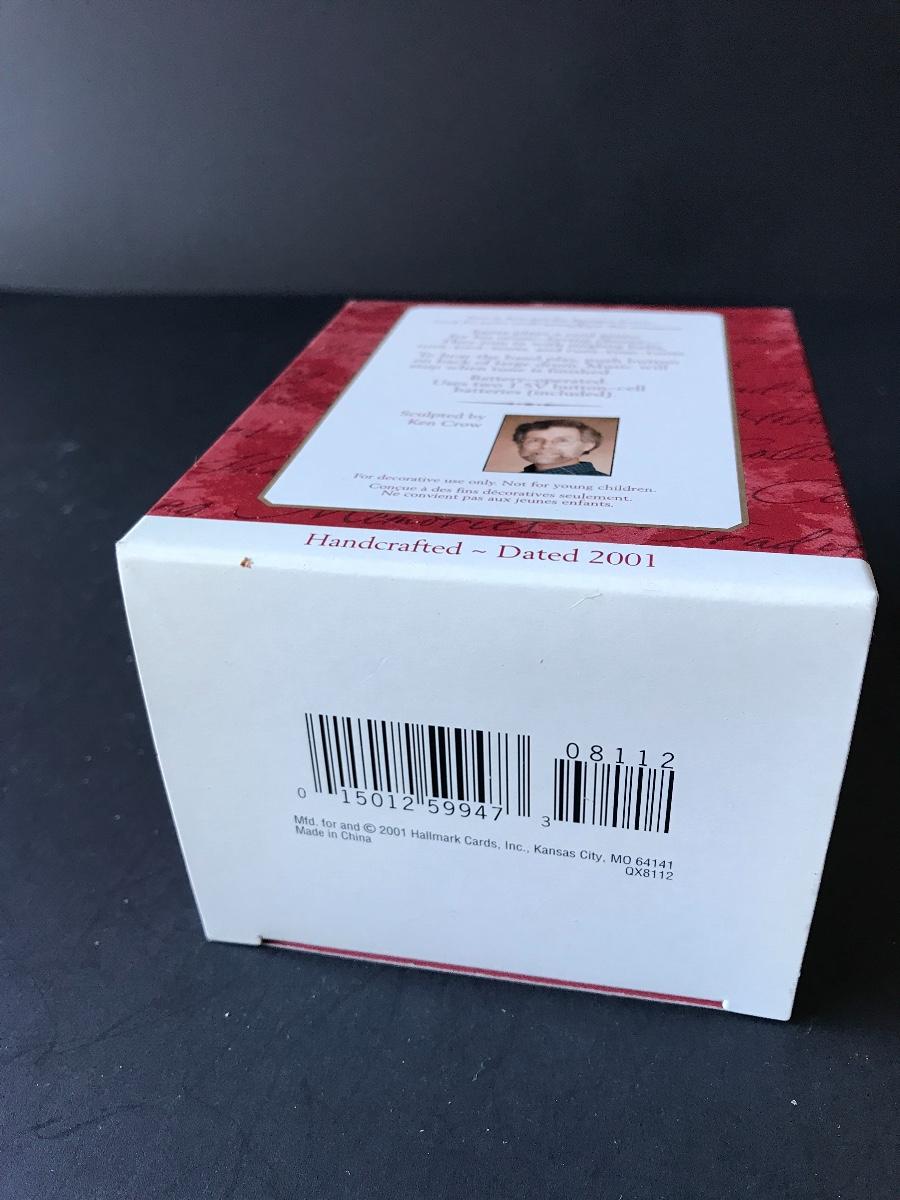 To hear the band play, push button
on back of large drum. Music will
stop when tune is finished.
Battery-operated.
Uses two 1.5V button-cell
batteries (included)
Sculpted by
Ken Crow
For decorative use only. Not for young children.
Conçue à des fins décoratives seulement.
Ne convient pas aux jeunes enfants.
Memories
Handcrafted ~ Dated 2001
08112
0 15012 59947 3
Mfd. for and © 2001 Hallmark Cards, Inc., Kansas City, MO 64141
Made in China
QX8112